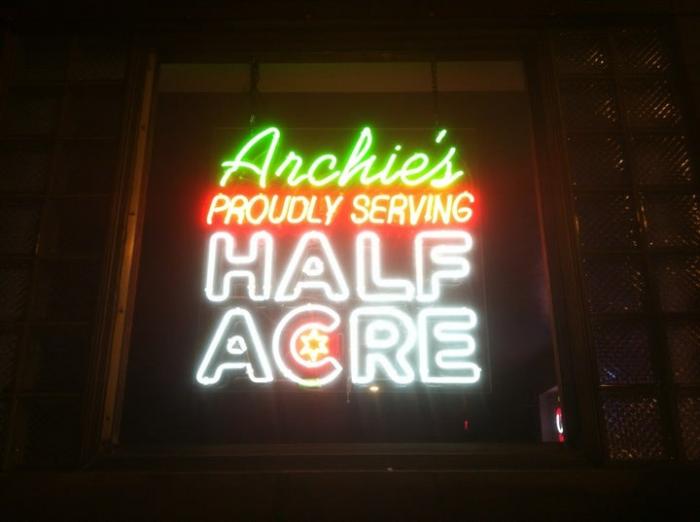 Archie's
PROUDLY SERVING
HALF
ACRE